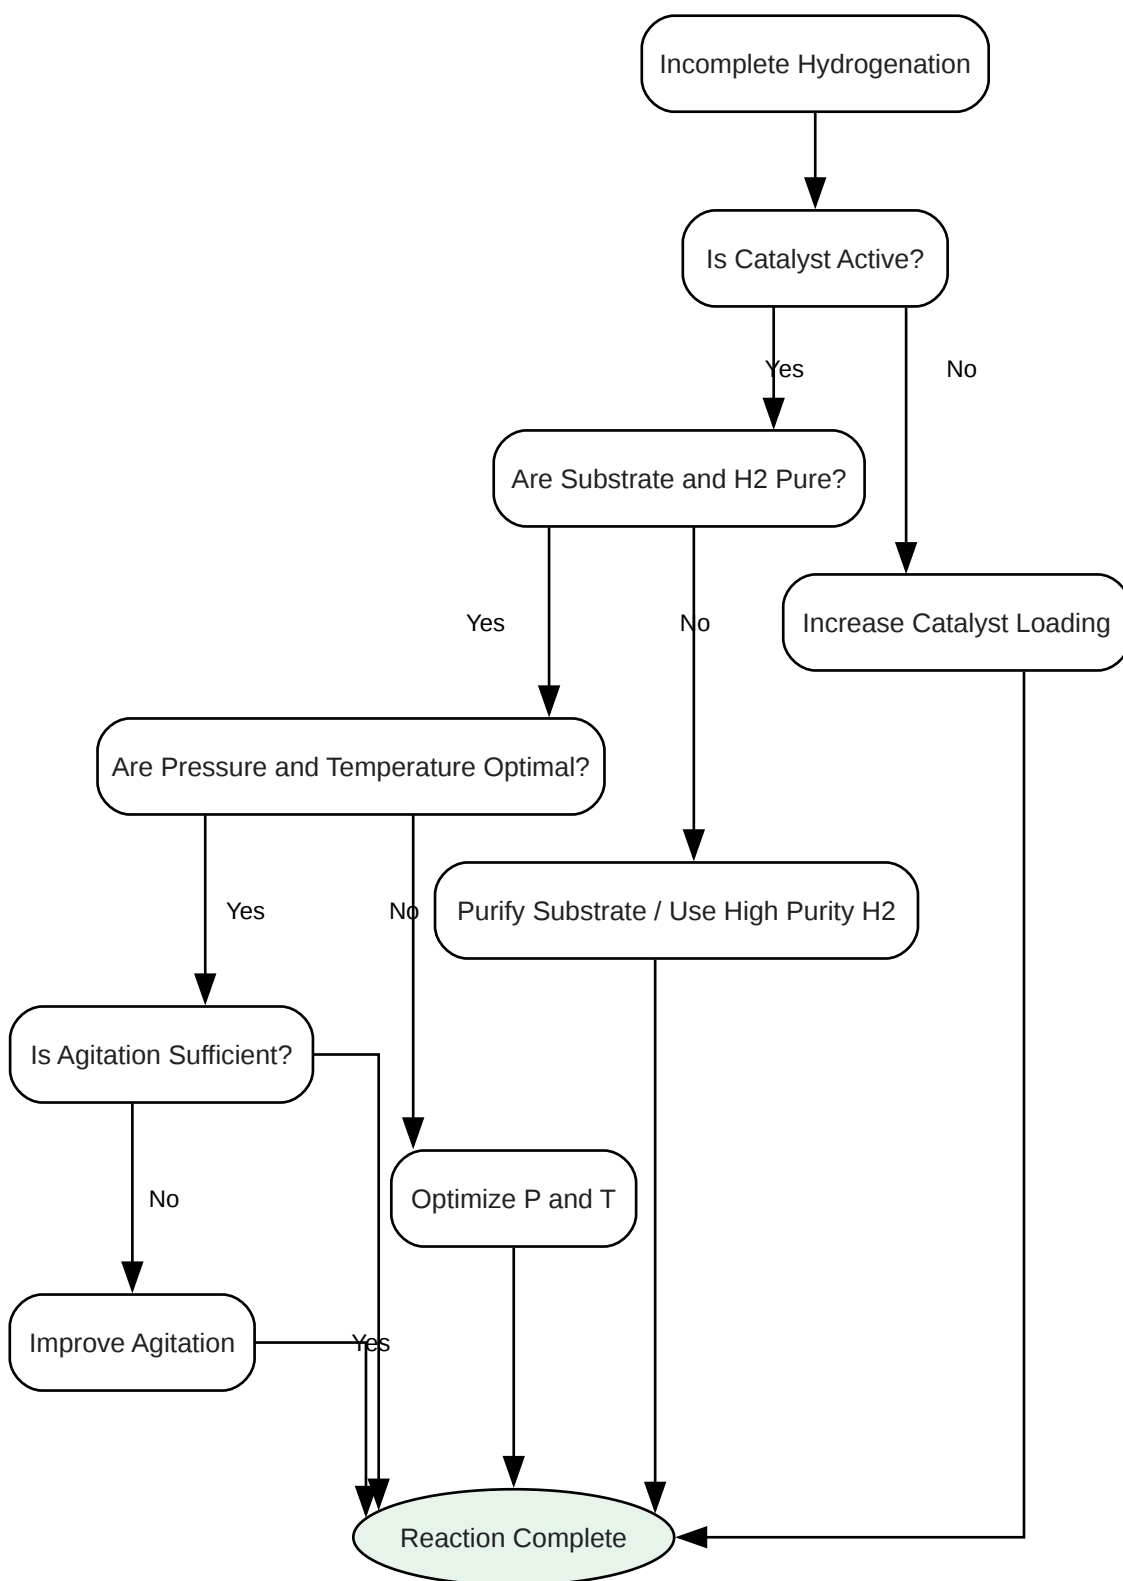 Incomplete Hydrogenation
Is Catalyst Active?
Yes
No
Are Substrate and H2 Pure?
Yes
No
Increase Catalyst Loading
Are Pressure and Temperature Optimal?
Yes
No
Purify Substrate / Use High Purity H2
Is Agitation Sufficient?
No
Optimize P and T
Improve Agitation
Yes
Reaction Complete